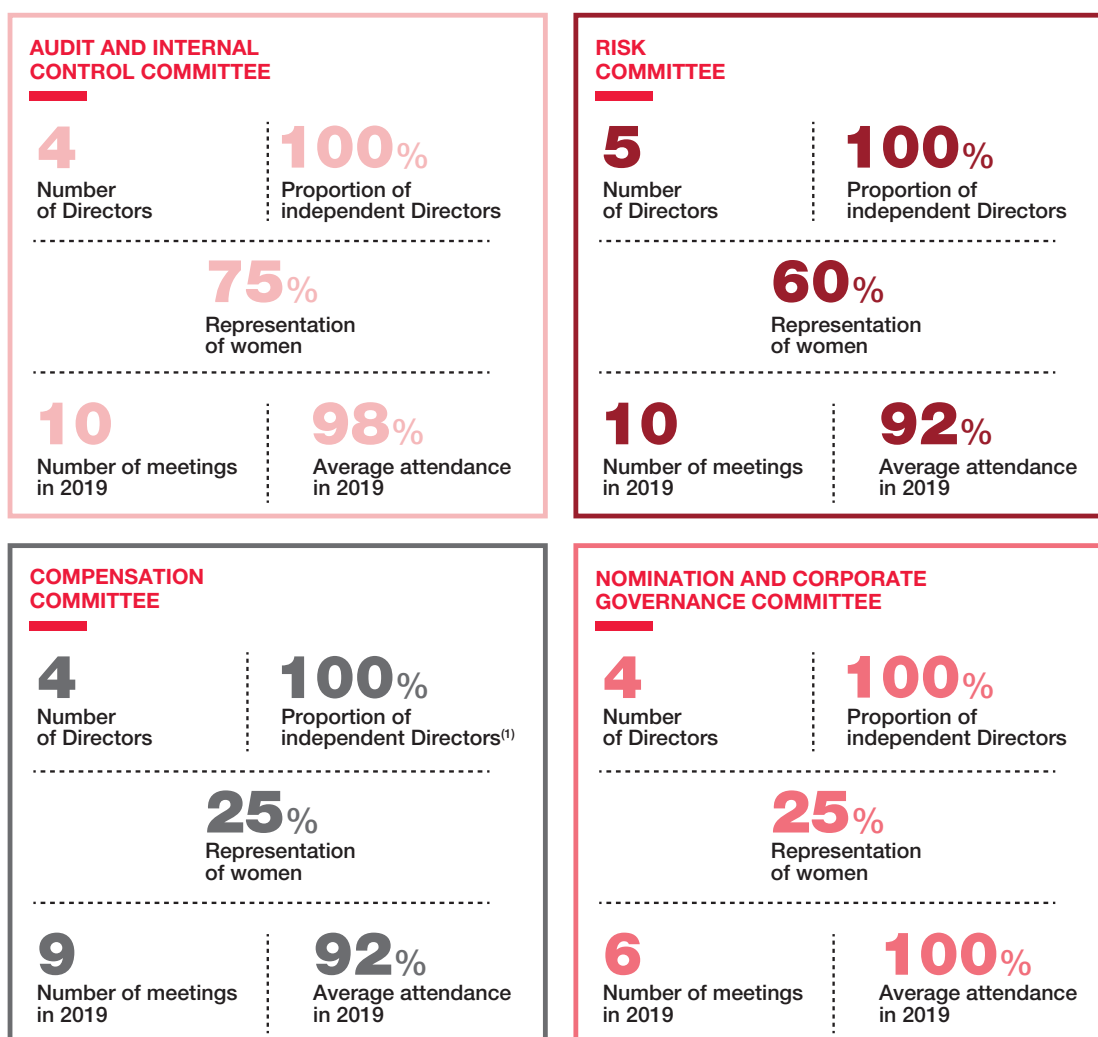 AUDIT AND INTERNAL
CONTROL COMMITTEE
4
Number
of Directors
100%
Proportion of
independent Directors
75%
Representation
of women
10
Number of meetings
in 2019
98%
Average attendance
in 2019
RISK
COMMITTEE
5
Number
of Directors
100%
Proportion of
independent Directors
60%
Representation
of women
10
Number of meetings
in 2019
92%
Average attendance
in 2019
COMPENSATION
COMMITTEE
4
Number
of Directors
100%
Proportion of
independent Directors(1)
25%
Representation
of women
9
Number of meetings
in 2019
92%
Average attendance
in 2019
NOMINATION AND CORPORATE
GOVERNANCE COMMITTEE
4
Number
of Directors
100%
Proportion of
independent Directors
25%
Representation
of women
6
Number of meetings
in 2019
100%
Average attendance
in 2019